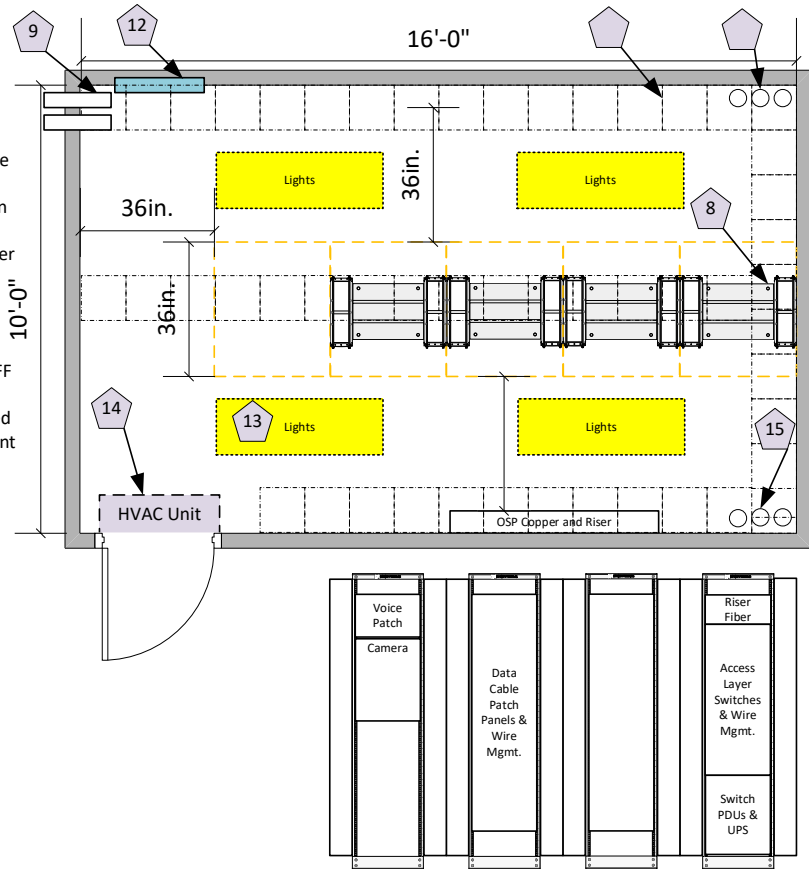 9
12
16'-0"
e
n
er
10'-0"
FF
d
nt
Lights
Lights
36in.
36in.
8
36in.
14
13
Lights
Lights
15
HVAC Unit
OSP Copper and Riser
Voice
Patch
Camera
Data
Cable
Patch
Panels &
Wire
Mgmt.
Riser
Fiber
Access
Layer
Switches
& Wire
Mgmt.
Switch
PDUs &
UPS